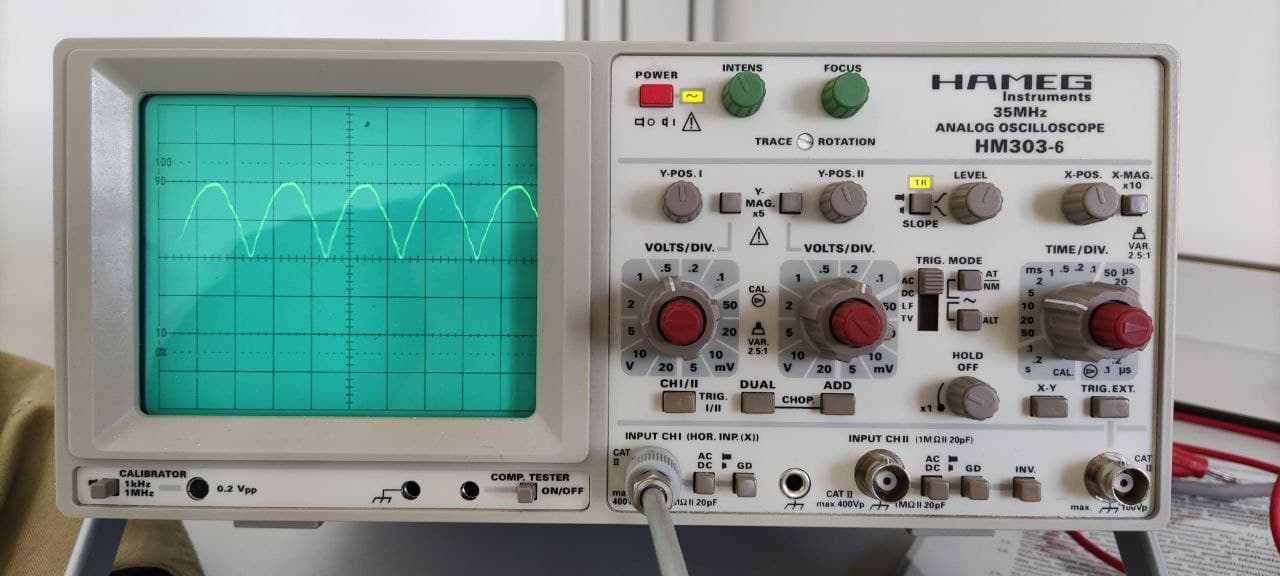 POWER
INTENS
FOCUS
HAMEG
Instruments
35MHz
ANALOG OSCILLOSCOPE
HM303-6
TRACE ROTATION
100
90
10
0%
Y-POS. I
Y-
MAG.
x5
Y-POS. II
TR
LEVEL
SLOPE
X-POS.
X-MAG.
x10
VAR.
2.5:1
VOLTS/DIV.
VOLTS/DIV.
TRIG. MODE
TIME/DIV.
1 .5 .2 .1
2 50
5 20
10 10
V 20 5 mV
CAL.
VAR.
2.5:1
1 .5 .2 .1
2
5
10
V 20 5 mV
10
AC
DC
LF
TV
AT
NM
~
ALT
ms 1 .5 .2 .1 50 µs
2 20
5
10
20
50
.1
.2
s
CAL.
.2
.1 µs
HOLD
OFF
x1
CHI/II
TRIG.
I/II
DUAL
CHOP.
ADD
X-Y
TRIG.EXT.
INPUT CHI (HOR. INP.(X))
CAT
II
AC
DC
GD
max
400
MΩ II 20pF
INPUT CHII (1MΩII 20pF)
CAT II
max.400Vp
AC
DC
GD
1MΩII 20pF
INV.
CAT
II
max.
100Vp
CALIBRATOR
1kHz
1MHz
0.2 Vpp
COMP. TESTER
ON/OFF